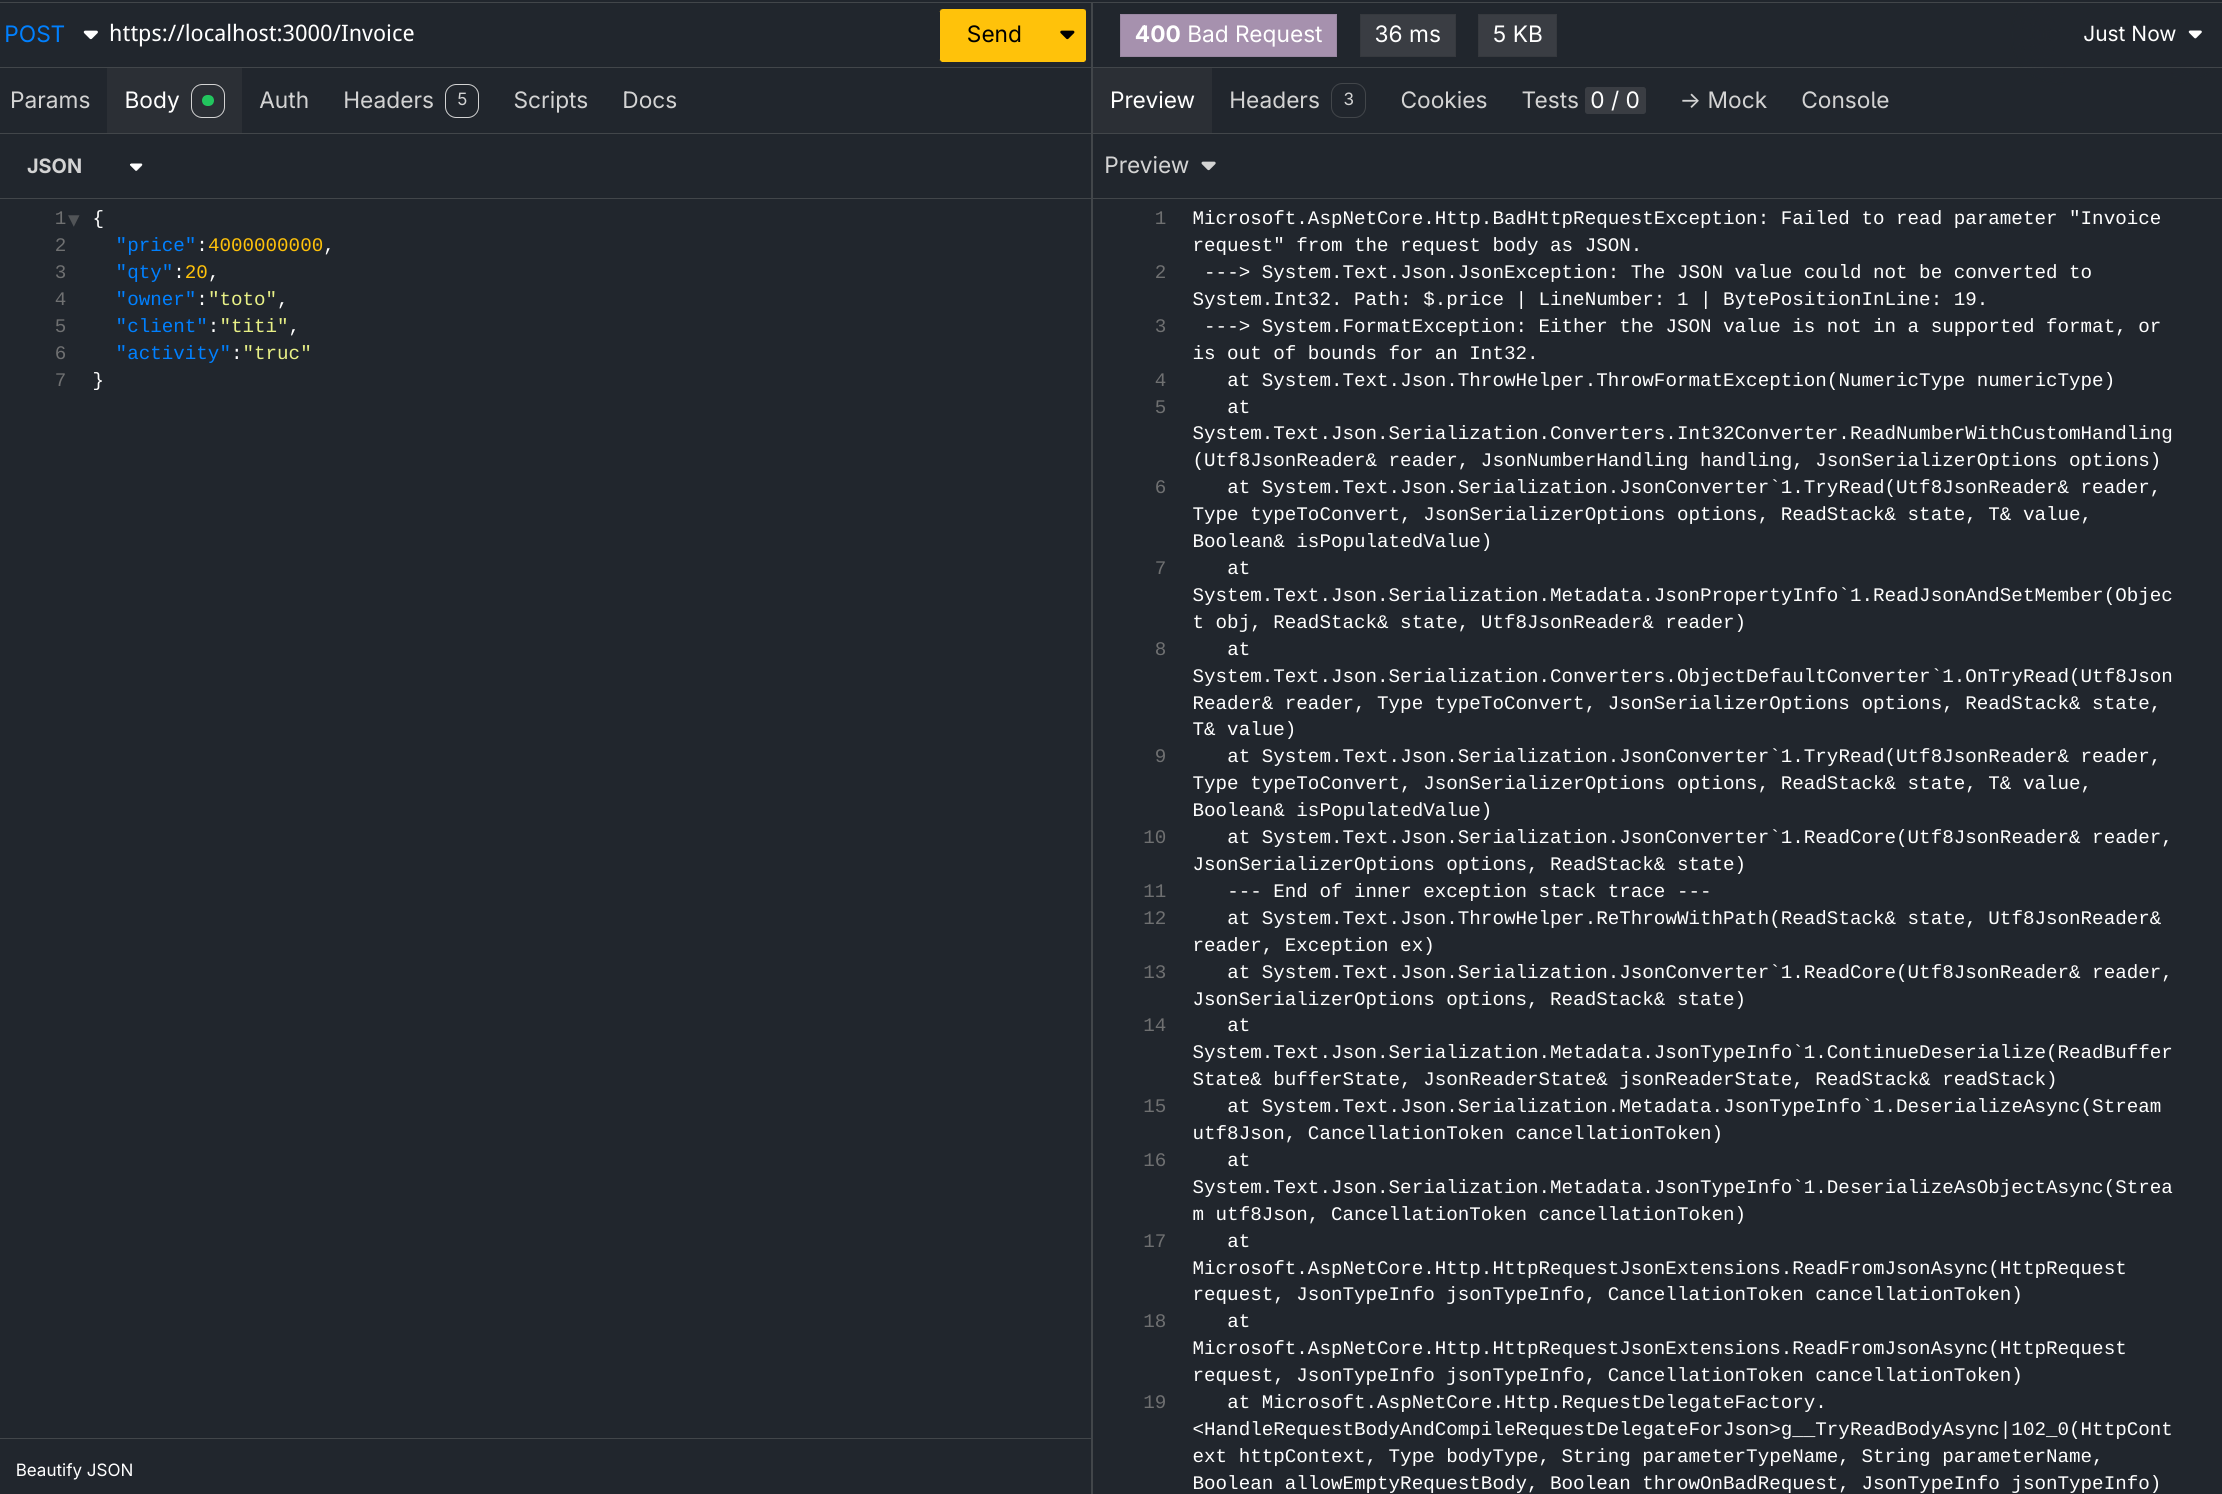 POST https://localhost:3000/Invoice Send
400 Bad Request 36 ms 5 KB Just Now
Params Body Auth Headers 5 Scripts Docs
Preview Headers 3 Cookies Tests 0 / 0 → Mock Console
JSON
Preview
1 {
2 "price":4000000000,
3 "qty":20,
4 "owner":"toto",
5 "client":"titi",
6 "activity":"truc"
7 }
Beautify JSON
1 Microsoft.AspNetCore.Http.BadHttpRequestException: Failed to read parameter "Invoice
request" from the request body as JSON.
2 ---> System.Text.Json.JsonException: The JSON value could not be converted to
System.Int32. Path: $.price | LineNumber: 1 | BytePositionInLine: 19.
3 ---> System.FormatException: Either the JSON value is not in a supported format, or
is out of bounds for an Int32.
4 at System.Text.Json.ThrowHelper.ThrowFormatException(NumericType numericType)
5 at
System.Text.Json.Serialization.Converters.Int32Converter.ReadNumberWithCustomHandling
(Utf8JsonReader& reader, JsonNumberHandling handling, JsonSerializerOptions options)
6 at System.Text.Json.Serialization.JsonConverter`1.TryRead(Utf8JsonReader& reader,
Type typeToConvert, JsonSerializerOptions options, ReadStack& state, T& value,
Boolean& isPopulatedValue)
7 at
System.Text.Json.Serialization.Metadata.JsonPropertyInfo`1.ReadJsonAndSetMember(Objec
t obj, ReadStack& state, Utf8JsonReader& reader)
8 at
System.Text.Json.Serialization.Converters.ObjectDefaultConverter`1.OnTryRead(Utf8Json
Reader& reader, Type typeToConvert, JsonSerializerOptions options, ReadStack& state,
T& value)
9 at System.Text.Json.Serialization.JsonConverter`1.TryRead(Utf8JsonReader& reader,
Type typeToConvert, JsonSerializerOptions options, ReadStack& state, T& value,
Boolean& isPopulatedValue)
10 at System.Text.Json.Serialization.JsonConverter`1.ReadCore(Utf8JsonReader& reader,
JsonSerializerOptions options, ReadStack& state)
11 --- End of inner exception stack trace ---
12 at System.Text.Json.ThrowHelper.ReThrowWithPath(ReadStack& state, Utf8JsonReader&
reader, Exception ex)
13 at System.Text.Json.Serialization.JsonConverter`1.ReadCore(Utf8JsonReader& reader,
JsonSerializerOptions options, ReadStack& state)
14 at
System.Text.Json.Serialization.Metadata.JsonTypeInfo`1.ContinueDeserialize(ReadBuffer
State& bufferState, JsonReaderState& jsonReaderState, ReadStack& readStack)
15 at System.Text.Json.Serialization.Metadata.JsonTypeInfo`1.DeserializeAsync(Stream
utf8Json, CancellationToken cancellationToken)
16 at
System.Text.Json.Serialization.Metadata.JsonTypeInfo`1.DeserializeAsObjectAsync(Strea
m utf8Json, CancellationToken cancellationToken)
17 at
Microsoft.AspNetCore.Http.HttpRequestJsonExtensions.ReadFromJsonAsync(HttpRequest
request, JsonTypeInfo jsonTypeInfo, CancellationToken cancellationToken)
18 at
Microsoft.AspNetCore.Http.HttpRequestJsonExtensions.ReadFromJsonAsync(HttpRequest
request, JsonTypeInfo jsonTypeInfo, CancellationToken cancellationToken)
19 at Microsoft.AspNetCore.Http.RequestDelegateFactory.
<HandleRequestBodyAndCompileRequestDelegateForJson>g__TryReadBodyAsync|102_0(HttpCont
ext httpContext, Type bodyType, String parameterTypeName, String parameterName,
Boolean allowEmptyRequestBody, Boolean throwOnBadRequest, JsonTypeInfo jsonTypeInfo)